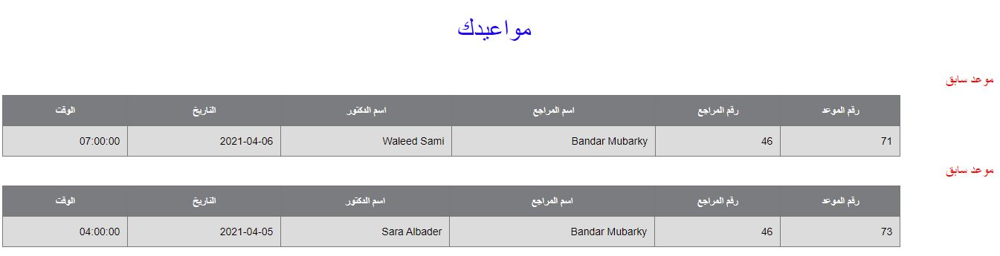 مواعيدك
موعد سابق
رقم الموعد رقم المراجع اسم المراجع اسم الدكتور التاريخ الوقت
71 46 Bandar Mubarky Waleed Sami 2021-04-06 07:00:00
موعد سابق
رقم الموعد رقم المراجع اسم المراجع اسم الدكتور التاريخ الوقت
73 46 Bandar Mubarky Sara Albader 2021-04-05 04:00:00